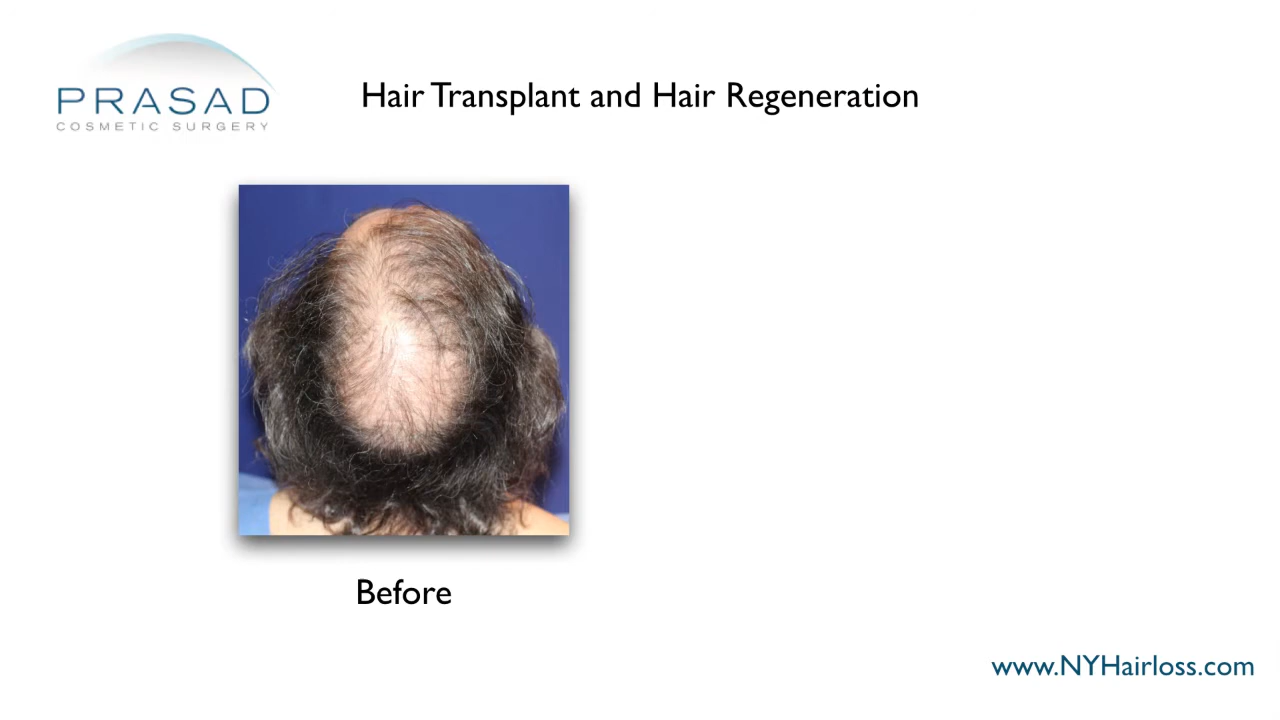 PRASAD
COSMETIC SURGERY
Hair Transplant and Hair Regeneration
Before
www.NYHairloss.com